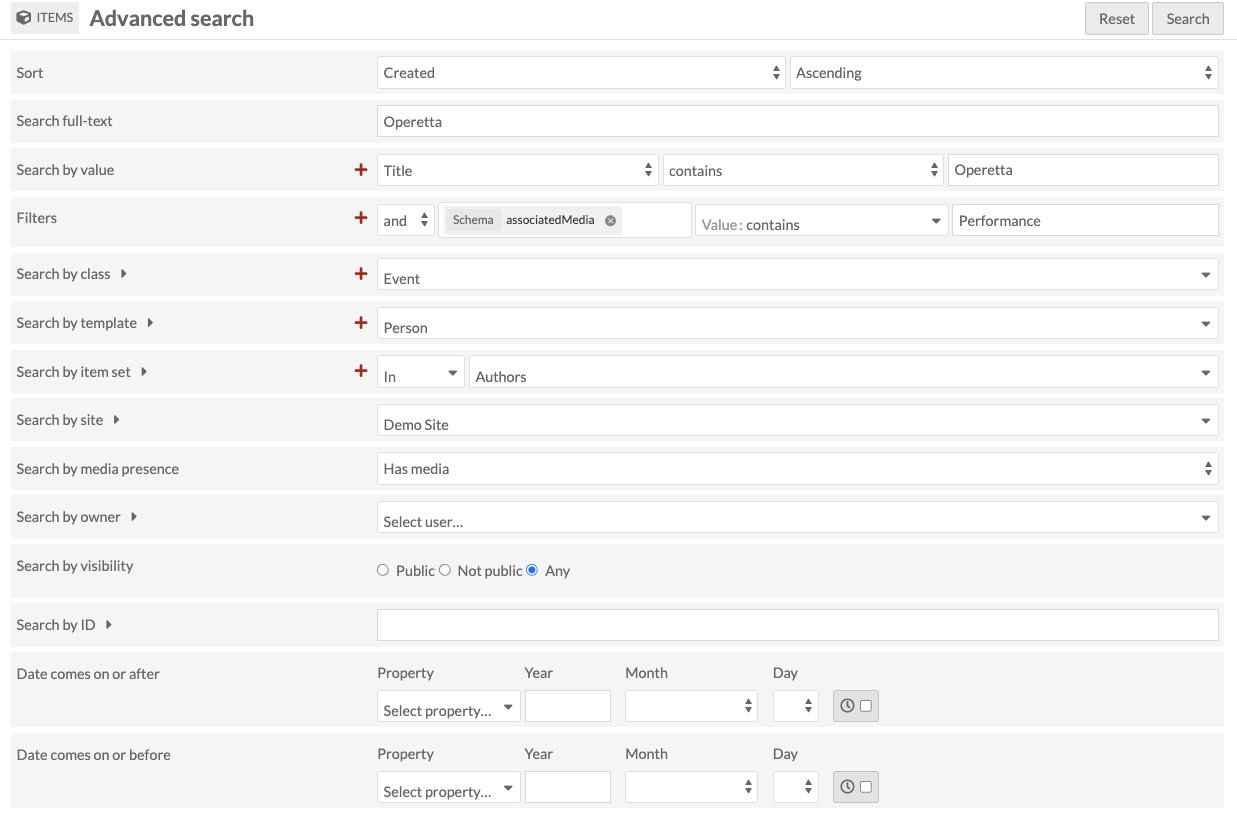 ITEMS Advanced search Reset Search
Sort Created Ascending
Search full-text Operetta
Search by value Title contains Operetta
Filters and Schema associatedMedia Value: contains Performance
Search by class Event
Search by template Person
Search by item set In Authors
Search by site Demo Site
Search by media presence Has media
Search by owner Select user...
Search by visibility Public Not public Any
Search by ID
Date comes on or after Property Year Month Day
Select property...
Date comes on or before Property Year Month Day
Select property...